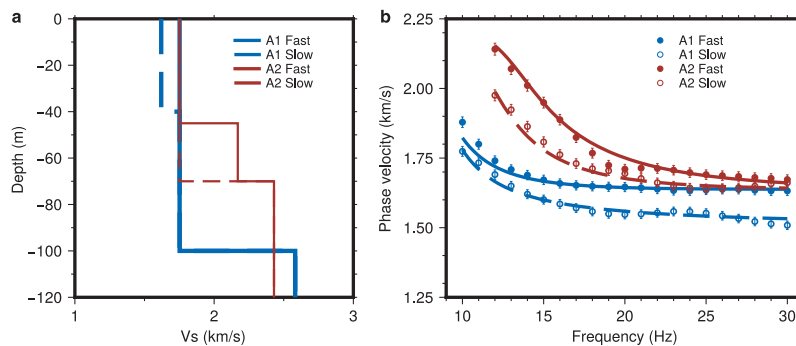 a
0
−20
−40
−60
−80
−100
−120
Depth (m)
1
2
3
Vs (km/s)
A1 Fast
A1 Slow
A2 Fast
A2 Slow
b
2.25
2.00
1.75
1.50
1.25
Phase velocity (km/s)
10
15
20
25
30
Frequency (Hz)
A1 Fast
A1 Slow
A2 Fast
A2 Slow